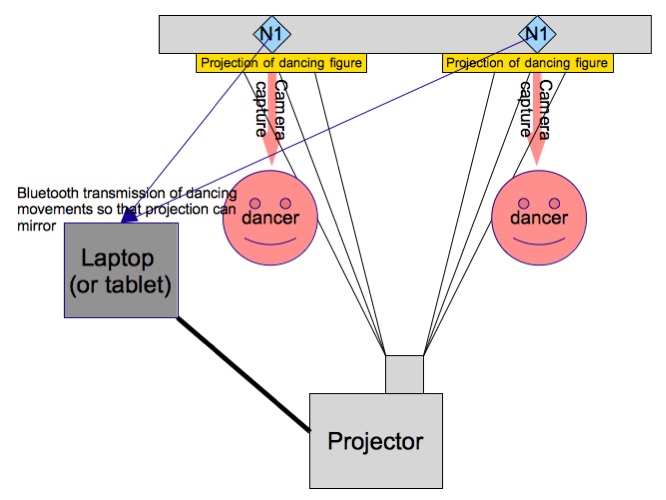 N1
N1
Projection of dancing figure
Projection of dancing figure
Camera
capture
Camera
capture
Bluetooth transmission of dancing
movements so that projection can
mirror
dancer
dancer
Laptop
(or tablet)
Projector